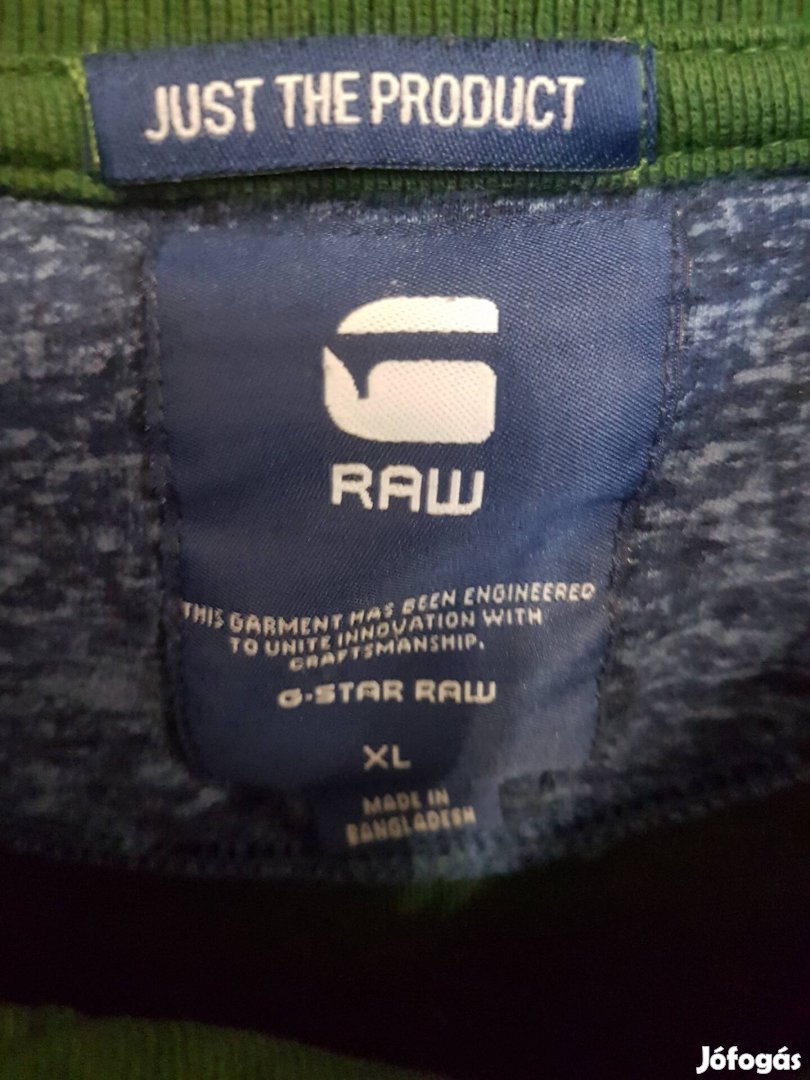 JUST THE PRODUCT
RAW
THIS GARMENT HAS BEEN ENGINEERED
TO UNITE INNOVATION WITH
CRAFTSMANSHIP.
G-STAR RAW
XL
MADE IN
BANGLADESH
Jófogás